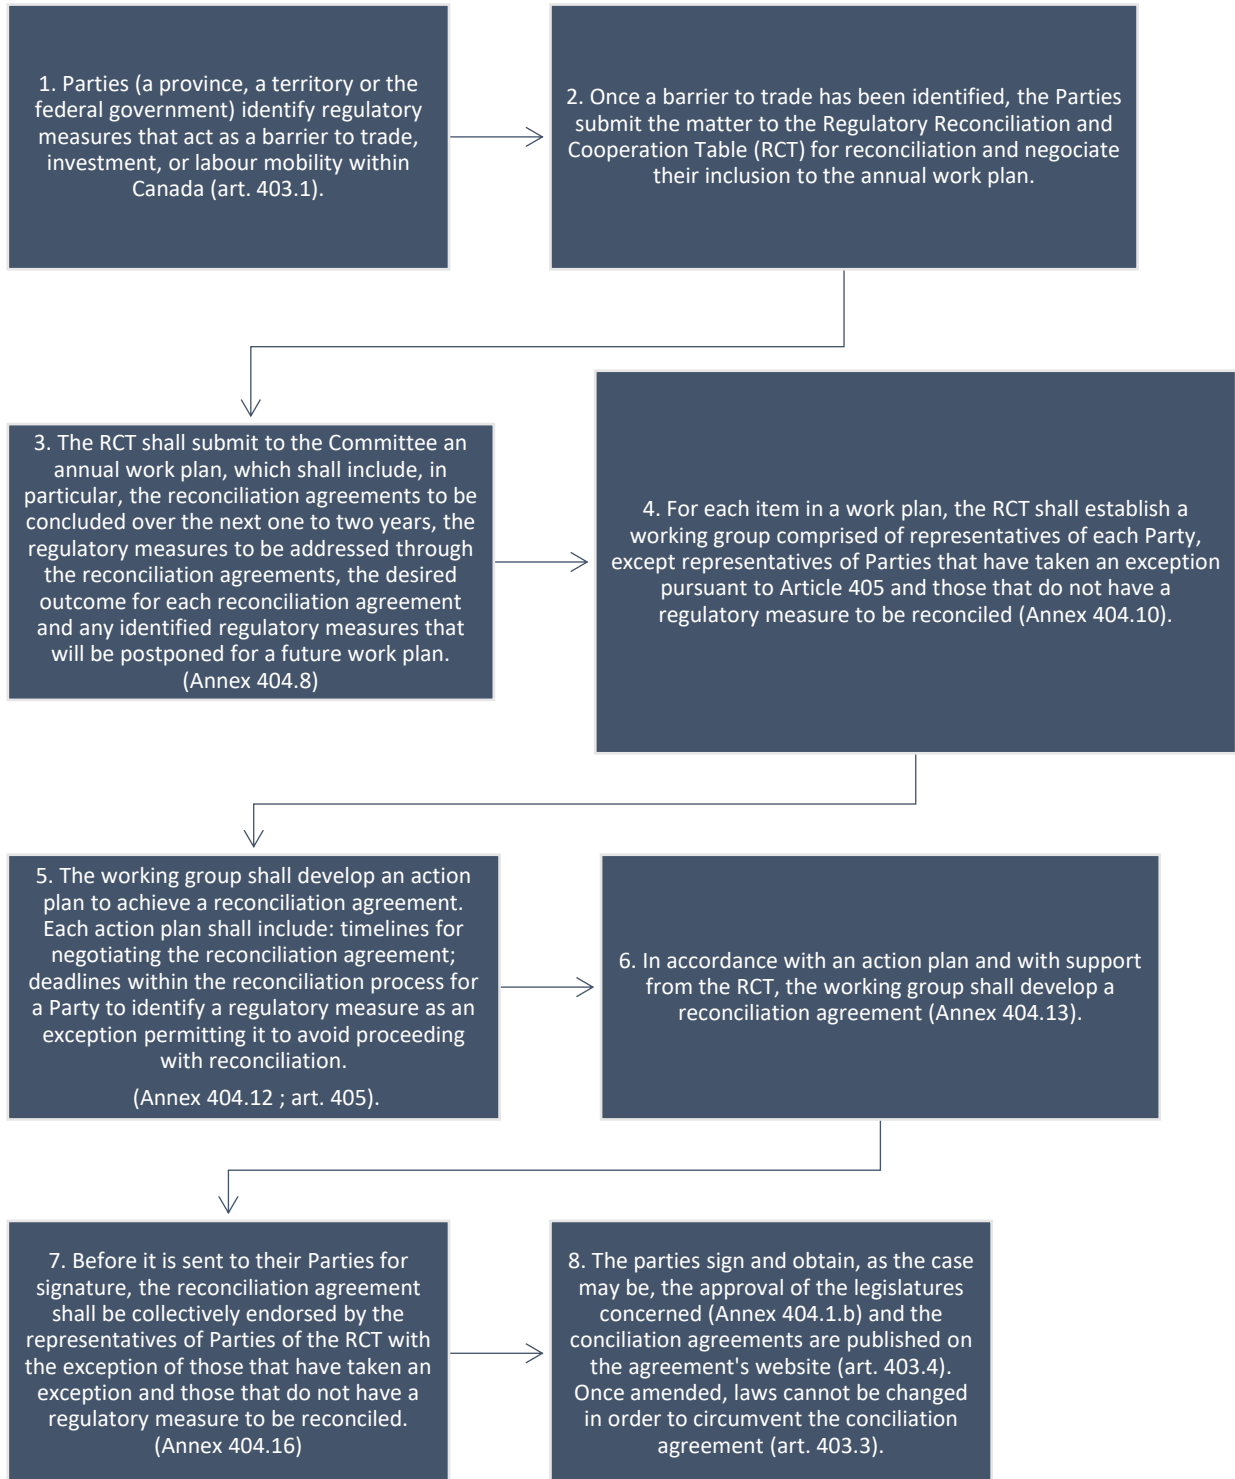 1. Parties (a province, a territory or the
federal government) identify regulatory
measures that act as a barrier to trade,
investment, or labour mobility within
Canada (art. 403.1).
2. Once a barrier to trade has been identified, the Parties
submit the matter to the Regulatory Reconciliation and
Cooperation Table (RCT) for reconciliation and negociate
their inclusion to the annual work plan.
3. The RCT shall submit to the Committee an
annual work plan, which shall include, in
particular, the reconciliation agreements to be
concluded over the next one to two years, the
regulatory measures to be addressed through
the reconciliation agreements, the desired
outcome for each reconciliation agreement
and any identified regulatory measures that
will be postponed for a future work plan.
(Annex 404.8)
4. For each item in a work plan, the RCT shall establish a
working group comprised of representatives of each Party,
except representatives of Parties that have taken an exception
pursuant to Article 405 and those that do not have a
regulatory measure to be reconciled (Annex 404.10).
5. The working group shall develop an action
plan to achieve a reconciliation agreement.
Each action plan shall include: timelines for
negotiating the reconciliation agreement;
deadlines within the reconciliation process for
a Party to identify a regulatory measure as an
exception permitting it to avoid proceeding
with reconciliation.
(Annex 404.12 ; art. 405).
6. In accordance with an action plan and with support
from the RCT, the working group shall develop a
reconciliation agreement (Annex 404.13).
7. Before it is sent to their Parties for
signature, the reconciliation agreement
shall be collectively endorsed by the
representatives of Parties of the RCT with
the exception of those that have taken an
exception and those that do not have a
regulatory measure to be reconciled.
(Annex 404.16)
8. The parties sign and obtain, as the case
may be, the approval of the legislatures
concerned (Annex 404.1.b) and the
conciliation agreements are published on
the agreement's website (art. 403.4).
Once amended, laws cannot be changed
in order to circumvent the conciliation
agreement (art. 403.3).